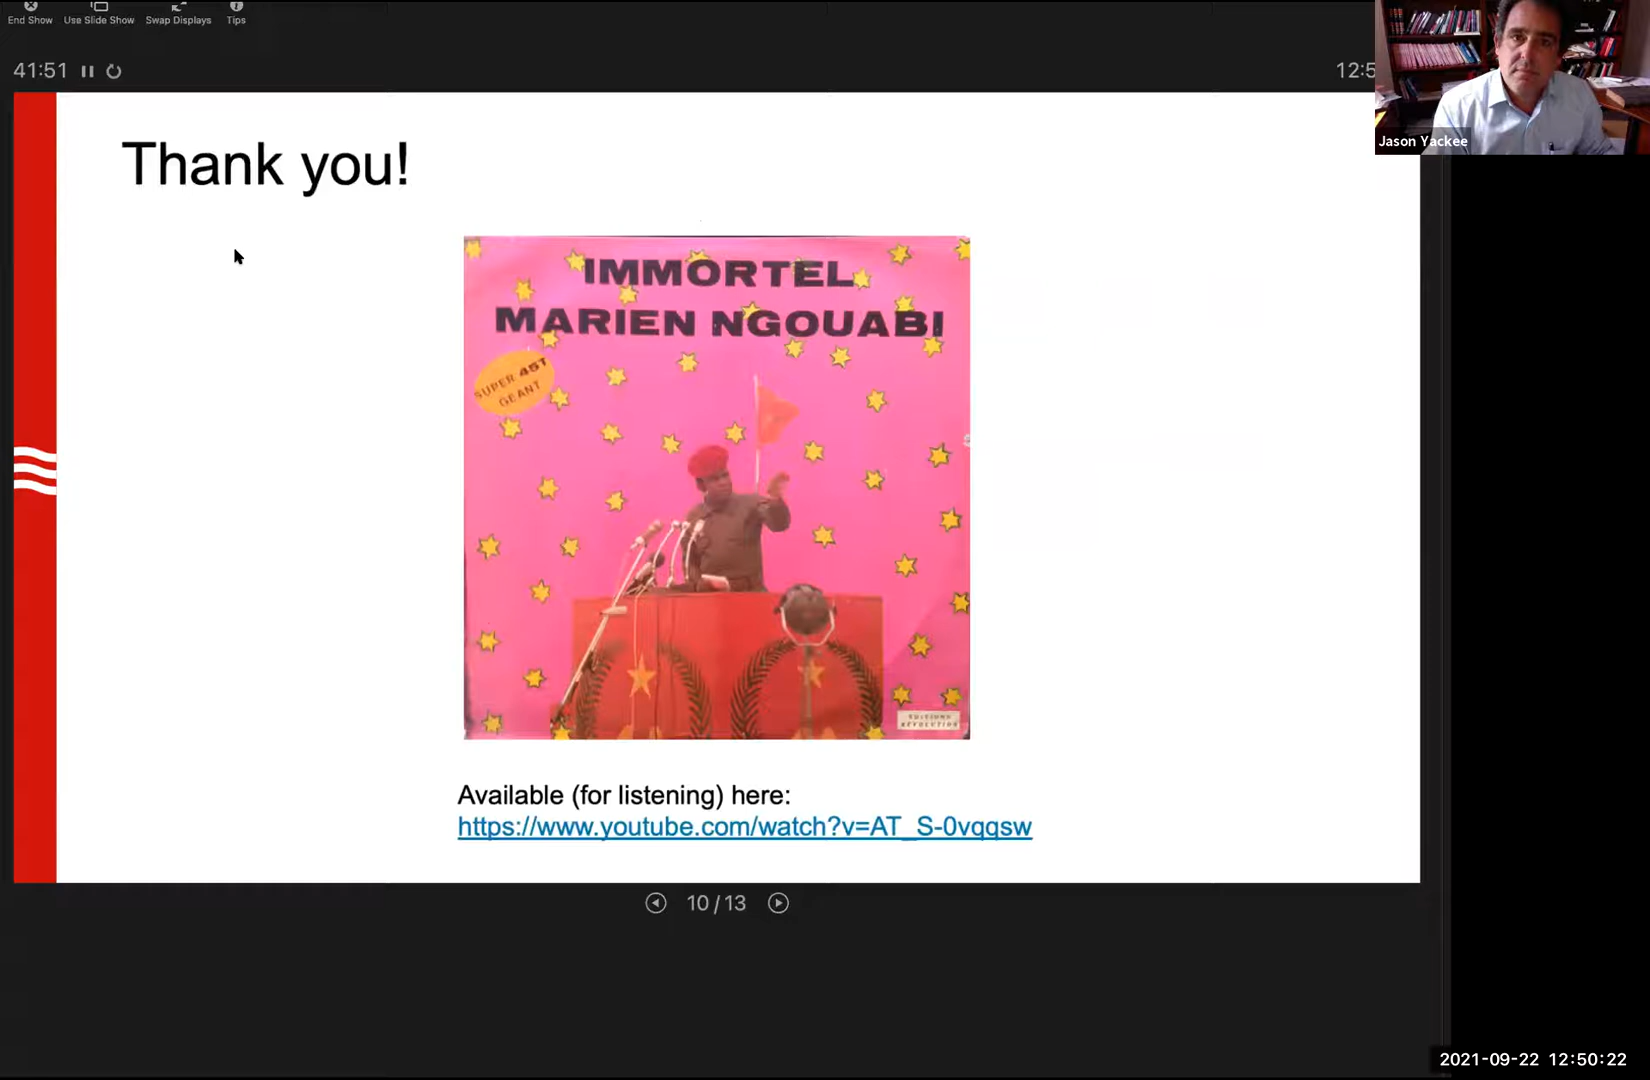 End Show Use Slide Show Swap Displays Tips
41:51
12:5
Jason Yackee
Thank you!
IMMORTEL
MARIEN NGOUABI
SUPER 45T
GEANT
EDITIONS
REVOLUTION
Available (for listening) here:
https://www.youtube.com/watch?v=AT_S-0vqqsw
10/13
2021-09-22 12:50:22